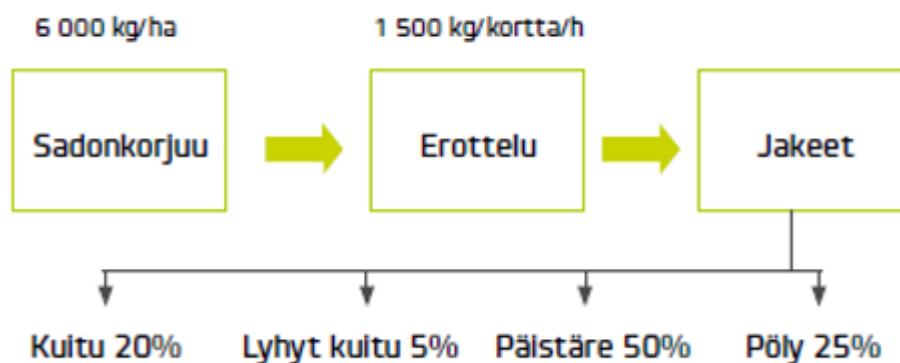 6 000 kg/ha
1 500 kg/kortta/h
Sadonkorjuu
Erottelu
Jakeet
Kuitu 20%
Lyhyt kuitu 5%
Päistäre 50%
Pöly 25%